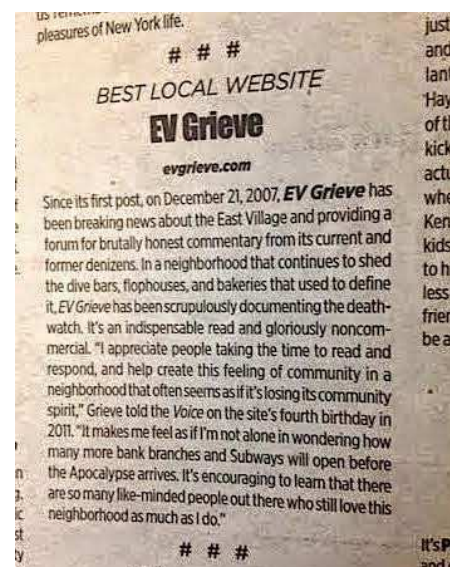 pleasures of New York life.
# # #
BEST LOCAL WEBSITE
EV Grieve
evgrieve.com
Since its first post, on December 21, 2007, EV Grieve has
been breaking news about the East Village and providing a
forum for brutally honest commentary from its current and
former denizens. In a neighborhood that continues to shed
the dive bars, flophouses, and bakeries that used to define
it, EV Grieve has been scrupulously documenting the death-
watch. It's an indispensable read and gloriously noncom-
mercial. "I appreciate people taking the time to read and
respond, and help create this feeling of community in a
neighborhood that often seems as if it's losing its community
spirit," Grieve told the Voice on the site's fourth birthday in
2011. "It makes me feel as if I'm not alone in wondering how
many more bank branches and Subways will open before
the Apocalypse arrives. It's encouraging to learn that there
are so many like-minded people out there who still love this
neighborhood as much as I do."
# # #
just
and
lant
'Hay
of th
kick
actu
whe
Ken
kids
to h
less
frier
be a
It's P
and